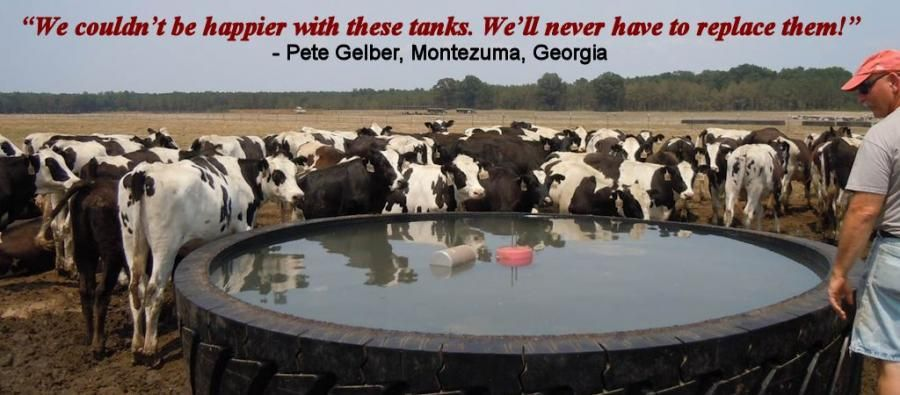 “We couldn’t be happier with these tanks. We’ll never have to replace them!”
- Pete Gelber, Montezuma, Georgia